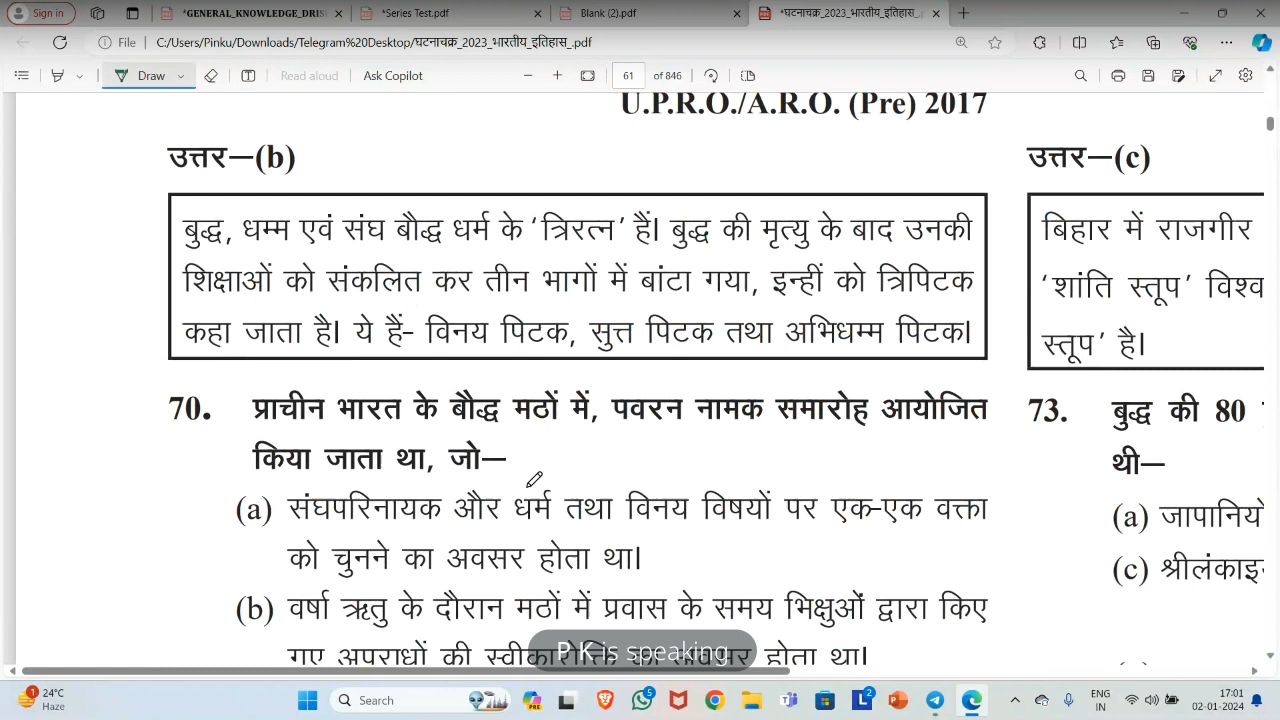 Sign in
*GENERAL_KNOWLEDGE_DRIS
*Series Test.pdf
Blank (2).pdf
*घटनाचक्र_2023_भारतीय_इतिहास_.p
File
C:/Users/Pinku/Downloads/Telegram%20Desktop/घटनाचक्र_2023_भारतीय_इतिहास_.pdf
Draw
Read aloud
Ask Copilot
61 of 846
U.P.R.O./A.R.O. (Pre) 2017
उत्तर—(b)
बुद्ध, धम्म एवं संघ बौद्ध धर्म के ‘त्रिरत्न’ हैं। बुद्ध की मृत्यु के बाद उनकी
शिक्षाओं को संकलित कर तीन भागों में बांटा गया, इन्हीं को त्रिपिटक
कहा जाता है। ये हैं- विनय पिटक, सुत्त पिटक तथा अभिधम्म पिटक।
70. प्राचीन भारत के बौद्ध मठों में, पवरन नामक समारोह आयोजित
किया जाता था, जो—
(a) संघपरिनायक और धर्म तथा विनय विषयों पर एक-एक वक्ता
को चुनने का अवसर होता था।
(b) वर्षा ऋतु के दौरान मठों में प्रवास के समय भिक्षुओं द्वारा किए
गए अपराधों की स्वीकारोक्ति का अवसर होता था।
उत्तर—(c)
बिहार में राजगीर
‘शांति स्तूप’ विश्व
स्तूप’ है।
73. बुद्ध की 80
थी—
(a) जापानियो
(c) श्रीलंकाइ
P K is speaking
1
24°C
Haze
Search
5
2
ENG
IN
17:01
02-01-2024